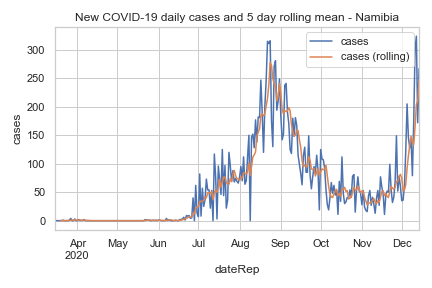 New COVID-19 daily cases and 5 day rolling mean - Namibia
cases
cases (rolling)
300
250
200
150
100
50
0
cases
Apr May Jun Jul Aug Sep Oct Nov Dec
2020
dateRep